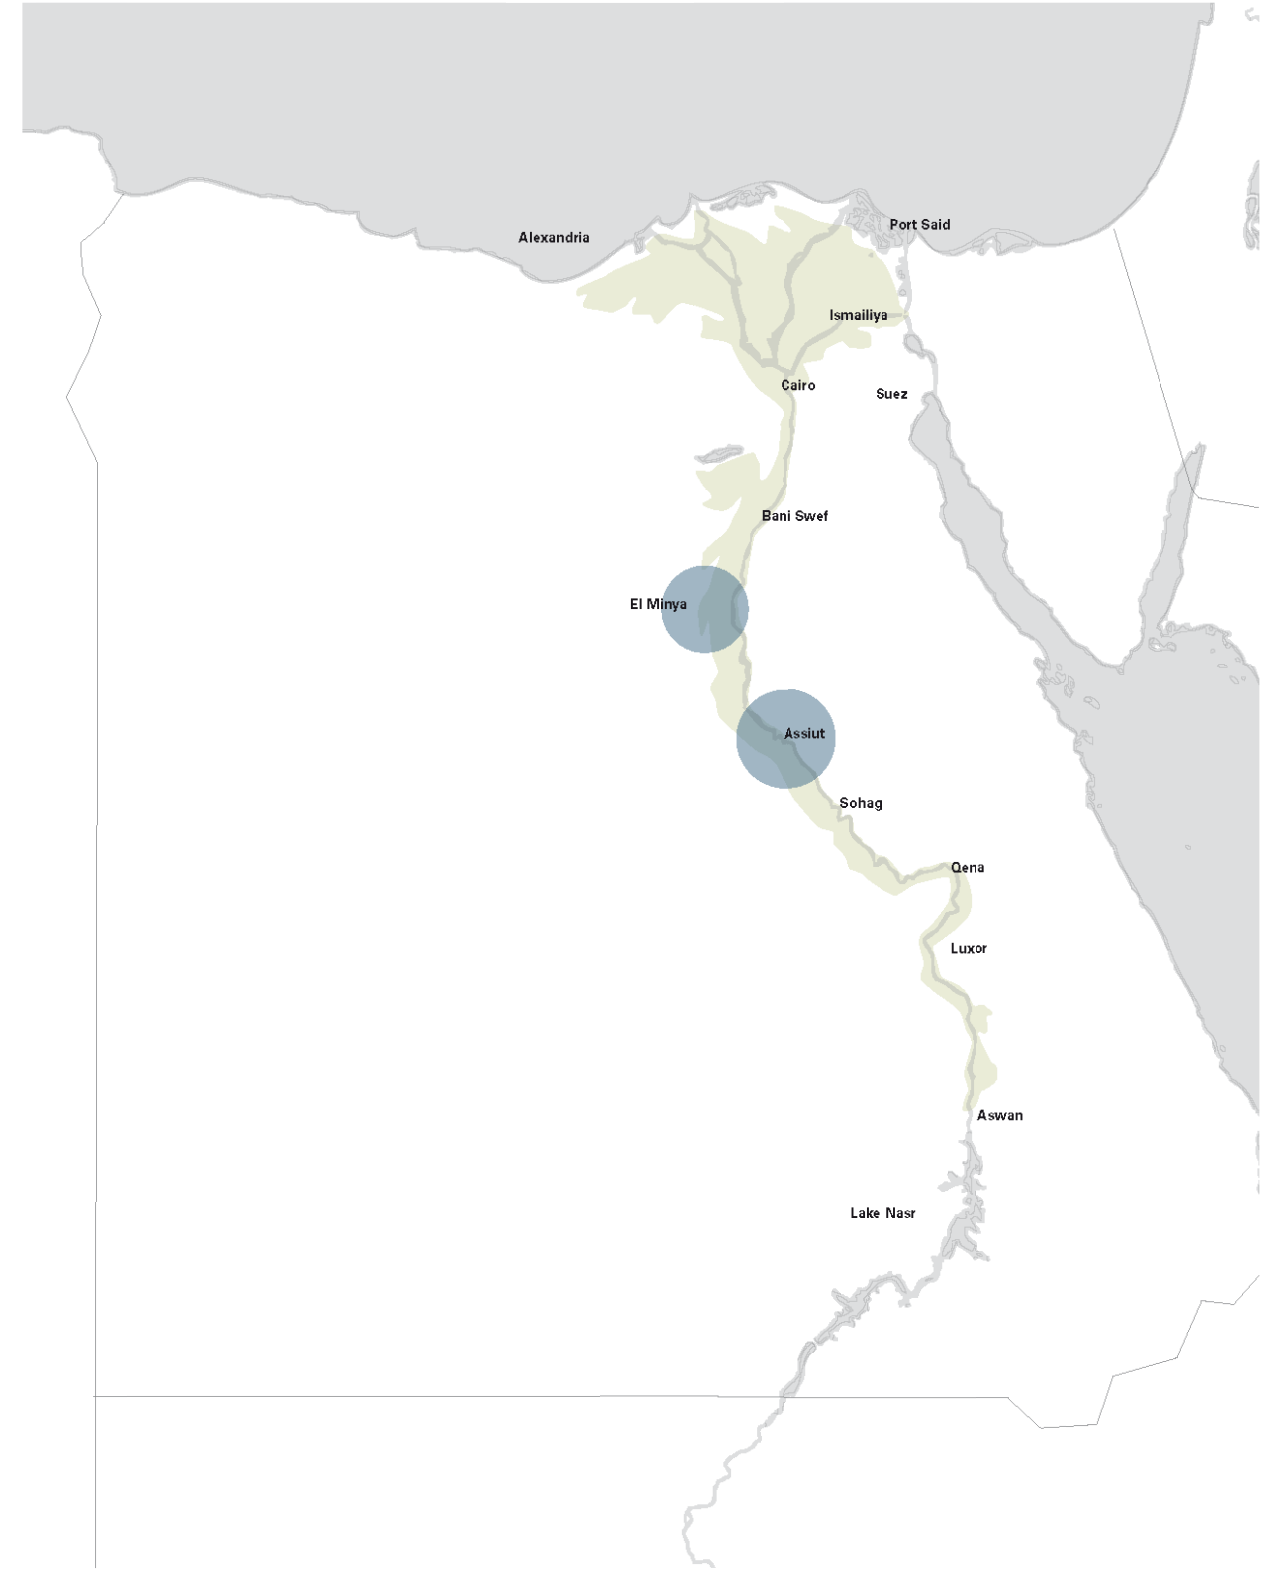 Port Said
Alexandria
Ismailiya
Cairo
Suez
Bani Swef
El Minya
Assiut
Sohag
Qena
Luxor
Aswan
Lake Nasr